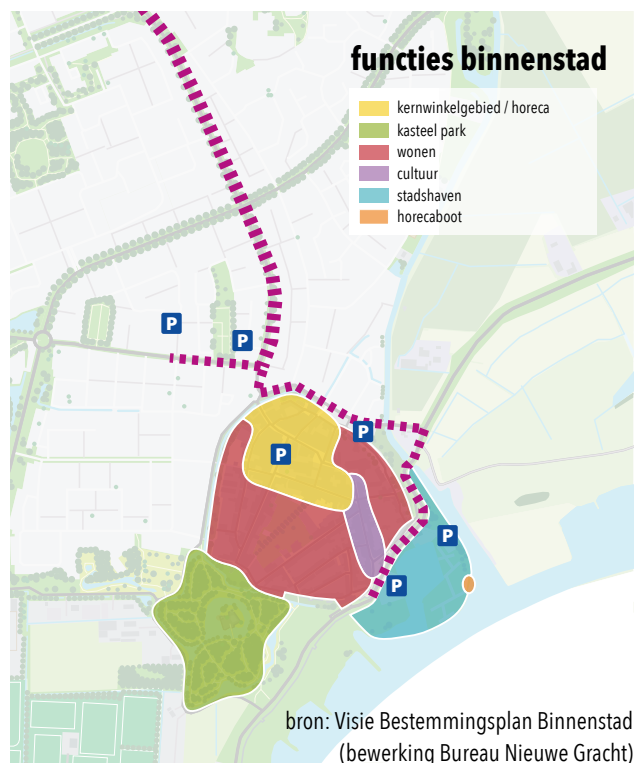 functies binnenstad
kernwinkelgebied / horeca
kasteel park
wonen
cultuur
stadshaven
horecaboot
P
P
P
P
P
P
bron: Visie Bestemmingsplan Binnenstad
(bewerking Bureau Nieuwe Gracht)